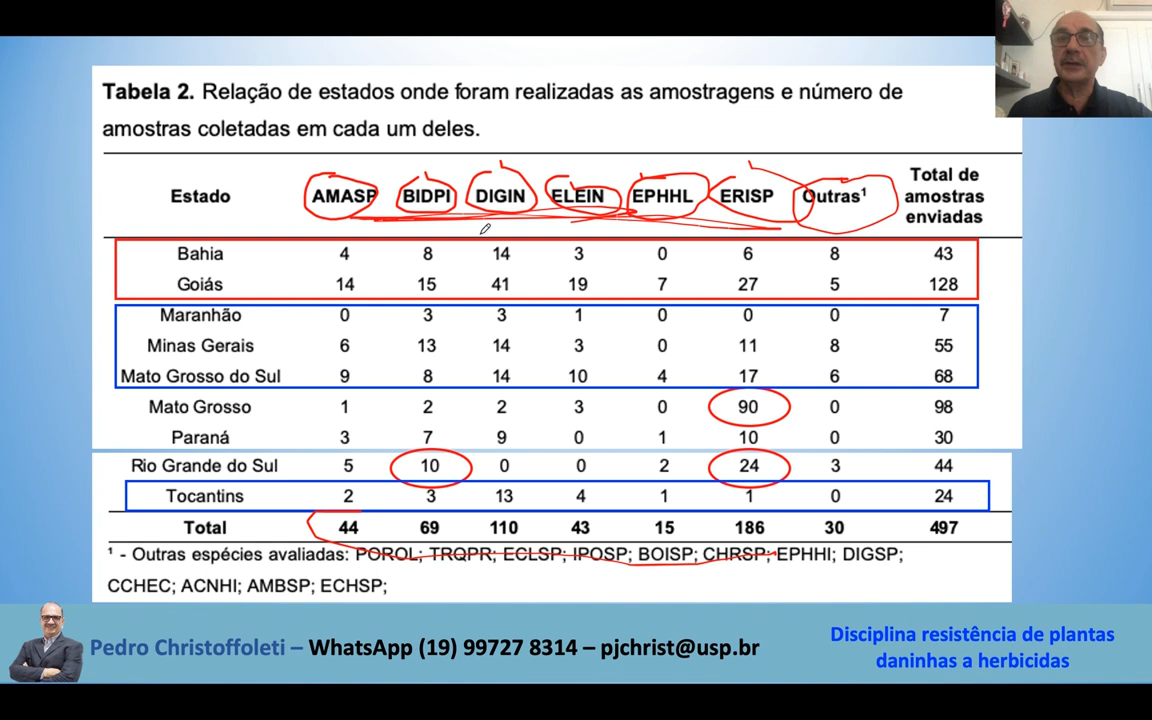 Tabela 2. Relação de estados onde foram realizadas as amostragens e número de
amostras coletadas em cada um deles.
Estado AMASP BIDPI DIGIN ELEIN EPHHL ERISP Outras¹ Total de amostras enviadas
Bahia 4 8 14 3 0 6 8 43
Goiás 14 15 41 19 7 27 5 128
Maranhão 0 3 3 1 0 0 0 7
Minas Gerais 6 13 14 3 0 11 8 55
Mato Grosso do Sul 9 8 14 10 4 17 6 68
Mato Grosso 1 2 2 3 0 90 0 98
Paraná 3 7 9 0 1 10 0 30
Rio Grande do Sul 5 10 0 0 2 24 3 44
Tocantins 2 3 13 4 1 1 0 24
Total 44 69 110 43 15 186 30 497
¹ - Outras espécies avaliadas: POROL; TRQPR; ECLSP; IPOSP; BOISP; CHRSP; EPHHI; DIGSP;
CCHEC; ACNHI; AMBSP; ECHSP;
Pedro Christoffoleti – WhatsApp (19) 99727 8314 – pjchrist@usp.br
Disciplina resistência de plantas
daninhas a herbicidas